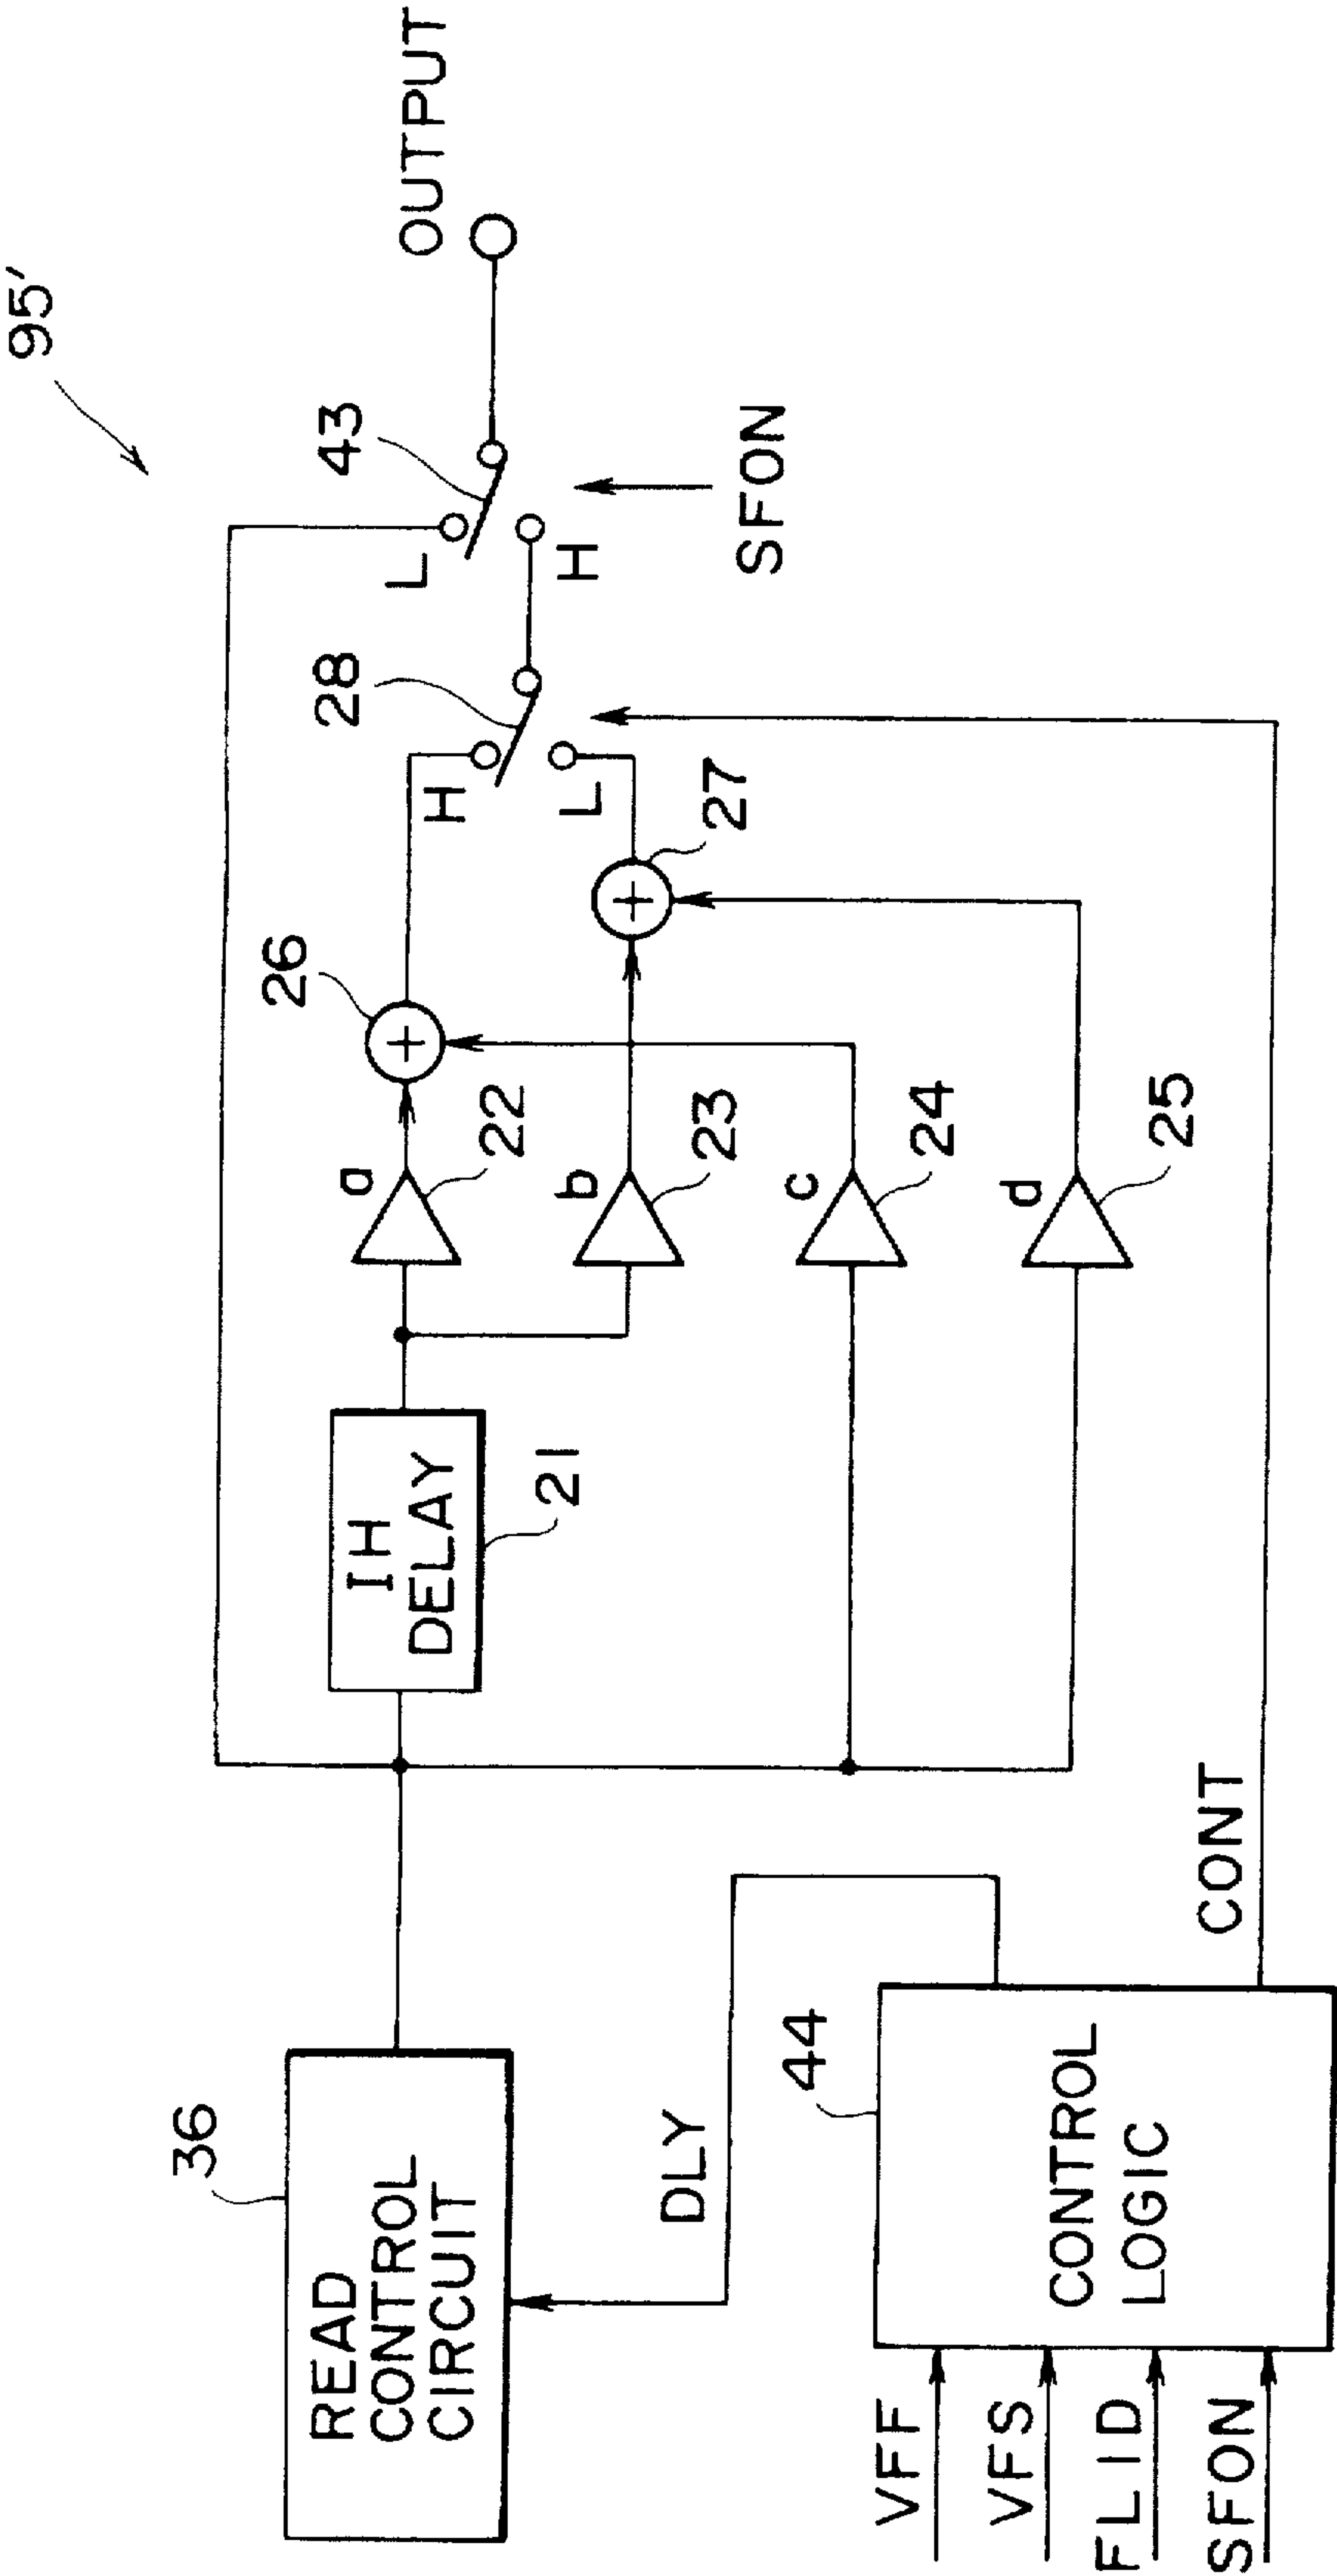 95'
36
READ
CONTROL
CIRCUIT
1H
DELAY
21
a
22
b
23
c
24
d
25
26
27
H
28
L
L
43
H
SFON
OUTPUT
DLY
44
CONTROL
LOGIC
CONT
VFF
VFS
FLID
SFON